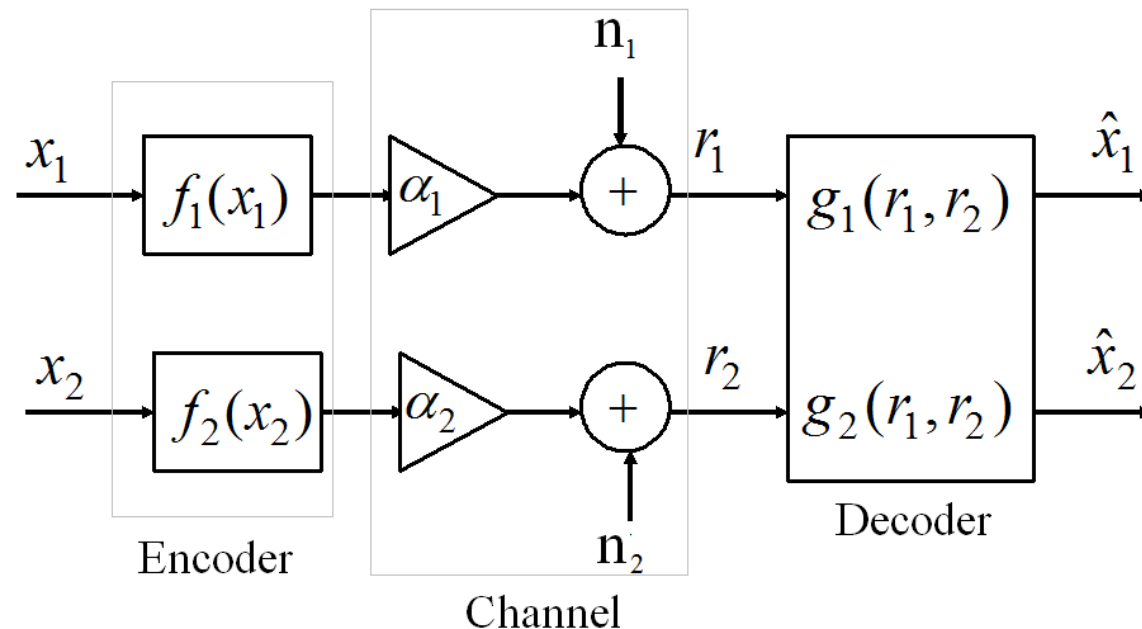 n₁
x₁ f₁(x₁) α₁ + r₁ g₁(r₁, r₂) x̂₁
x₂ f₂(x₂) α₂ + r₂ g₂(r₁, r₂) x̂₂
n₂
Encoder
Channel
Decoder